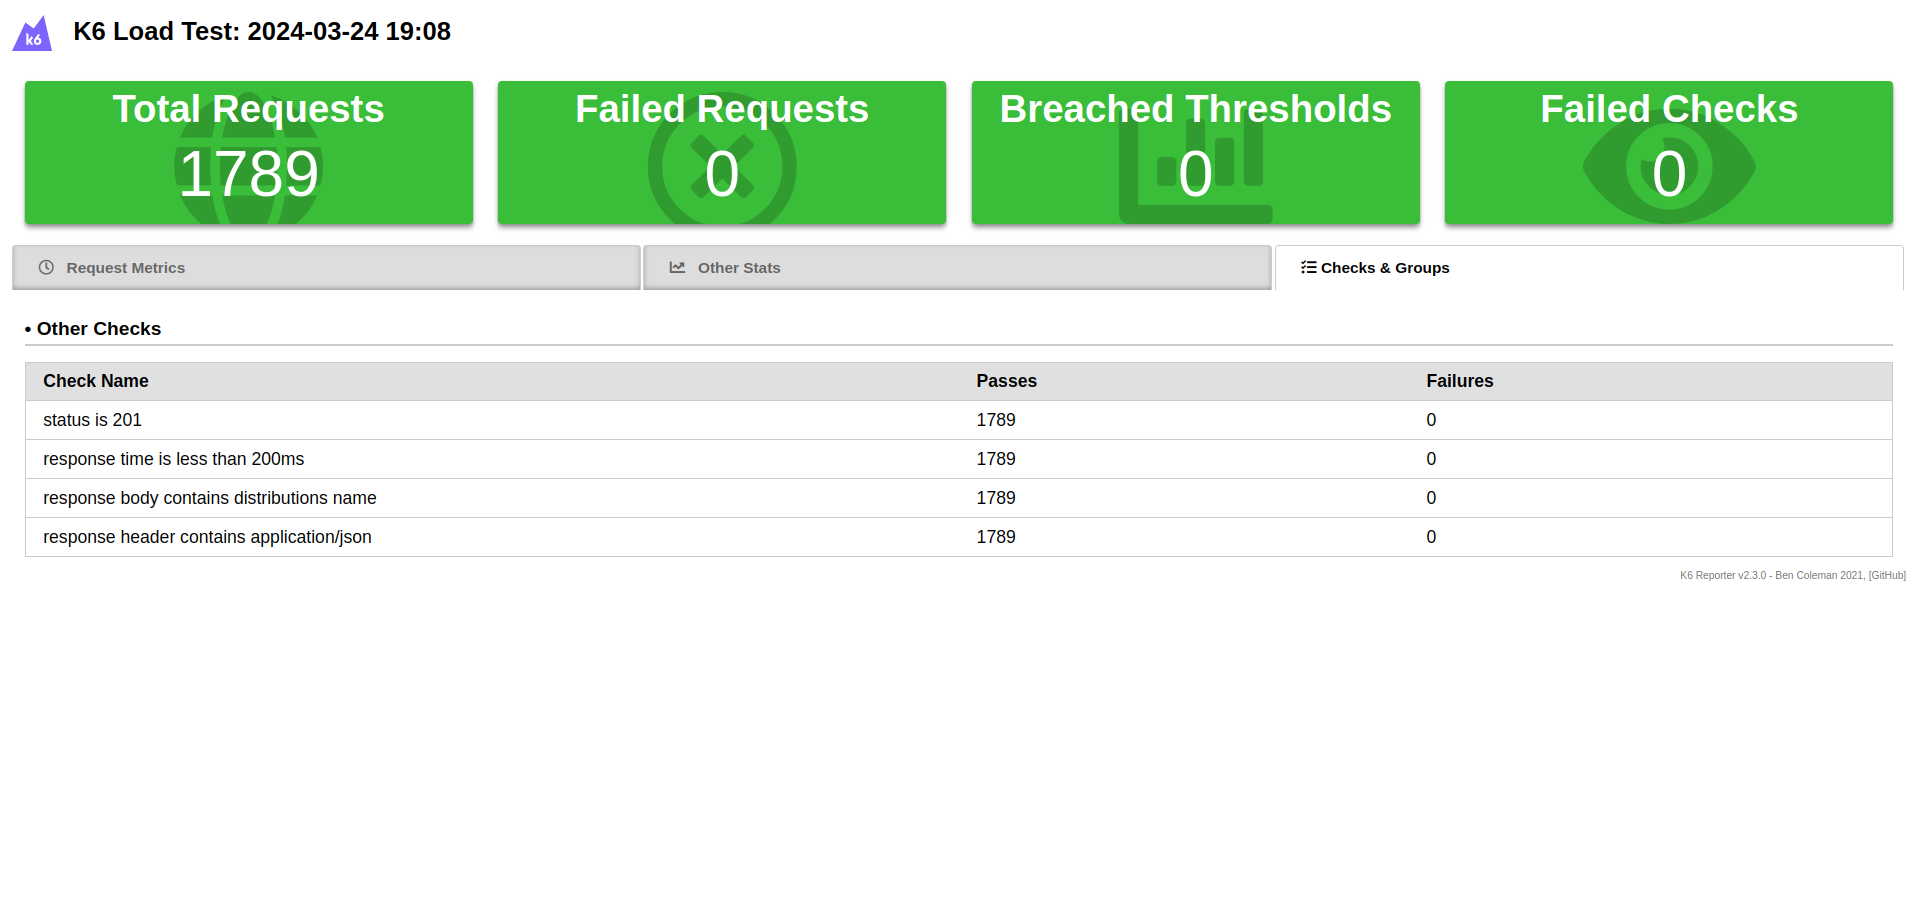 k6
K6 Load Test: 2024-03-24 19:08
Total Requests
1789
Failed Requests
0
Breached Thresholds
0
Failed Checks
0
Request Metrics
Other Stats
Checks & Groups
• Other Checks
Check Name Passes Failures
status is 201 1789 0
response time is less than 200ms 1789 0
response body contains distributions name 1789 0
response header contains application/json 1789 0
K6 Reporter v2.3.0 - Ben Coleman 2021, [GitHub]